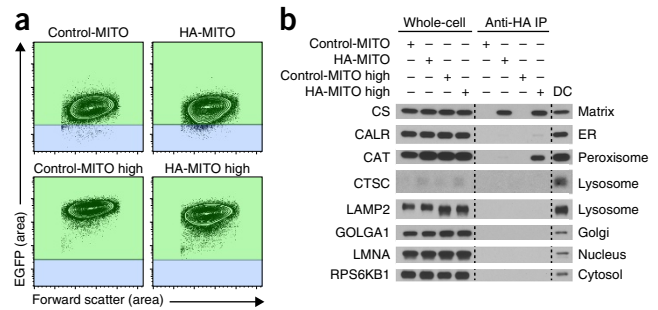 a
Control-MITO HA-MITO
Control-MITO high HA-MITO high
EGFP (area)
Forward scatter (area)
b
Whole-cell Anti-HA IP
Control-MITO + – – – + – – –
HA-MITO – + – – – + – –
Control-MITO high – – + – – – + –
HA-MITO high – – – + – – – + DC
CS Matrix
CALR ER
CAT Peroxisome
CTSC Lysosome
LAMP2 Lysosome
GOLGA1 Golgi
LMNA Nucleus
RPS6KB1 Cytosol